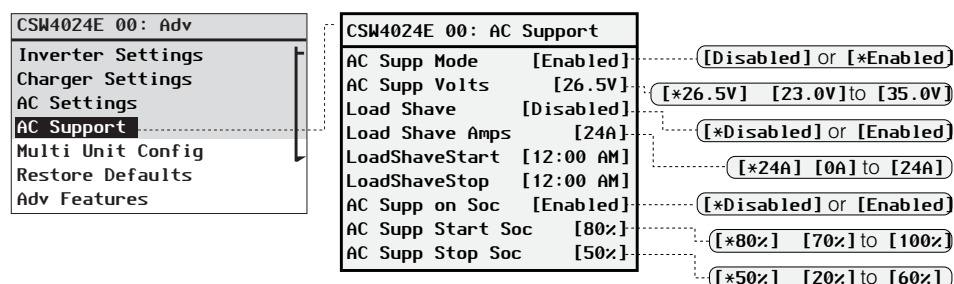 CSW4024E 00: Adv
Inverter Settings
Charger Settings
AC Settings
AC Support
Multi Unit Config
Restore Defaults
Adv Features
CSW4024E 00: AC Support
AC Supp Mode [Enabled]
AC Supp Volts [26.5V]
Load Shave [Disabled]
Load Shave Amps [24A]
LoadShaveStart [12:00 AM]
LoadShaveStop [12:00 AM]
AC Supp on Soc [Enabled]
AC Supp Start Soc [80%]
AC Supp Stop Soc [50%]
[Disabled] or [*Enabled]
[*26.5V] [23.0V] to [35.0V]
[*Disabled] or [Enabled]
[*24A] [0A] to [24A]
[*Disabled] or [Enabled]
[*80%] [70%] to [100%]
[*50%] [20%] to [60%]